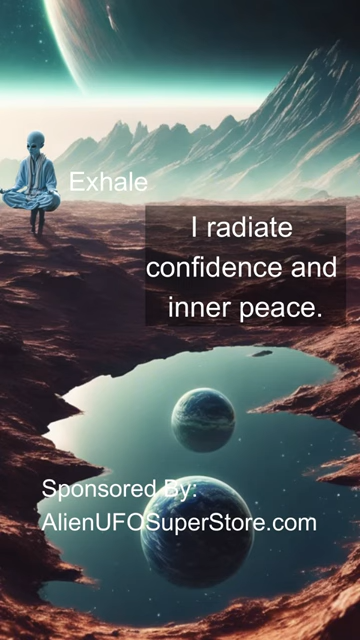 Exhale
I radiate
confidence and
inner peace.
Sponsored By:
AlienUFOSuperStore.com